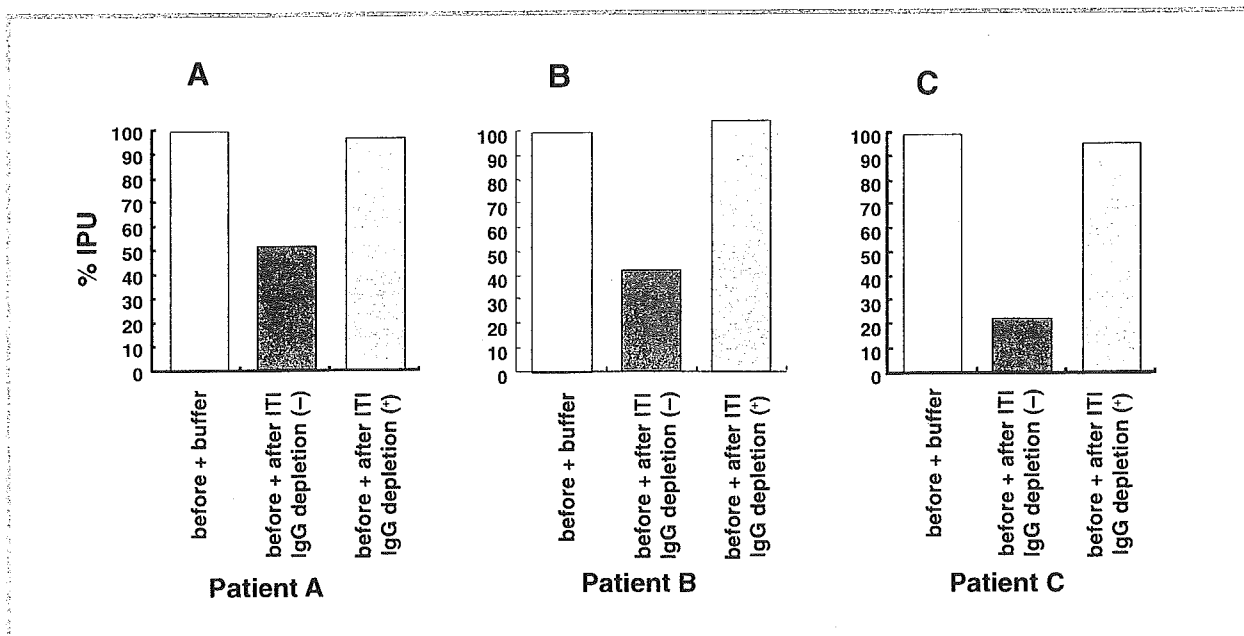 A
B
C
% IPU
100
90
80
70
60
50
40
30
20
10
0
before + buffer
before + after ITI
IgG depletion (–)
before + after ITI
IgG depletion (+)
Patient A
100
90
80
70
60
50
40
30
20
10
0
before + buffer
before + after ITI
IgG depletion (–)
before + after ITI
IgG depletion (+)
Patient B
100
90
80
70
60
50
40
30
20
10
0
before + buffer
before + after ITI
IgG depletion (–)
before + after ITI
IgG depletion (+)
Patient C